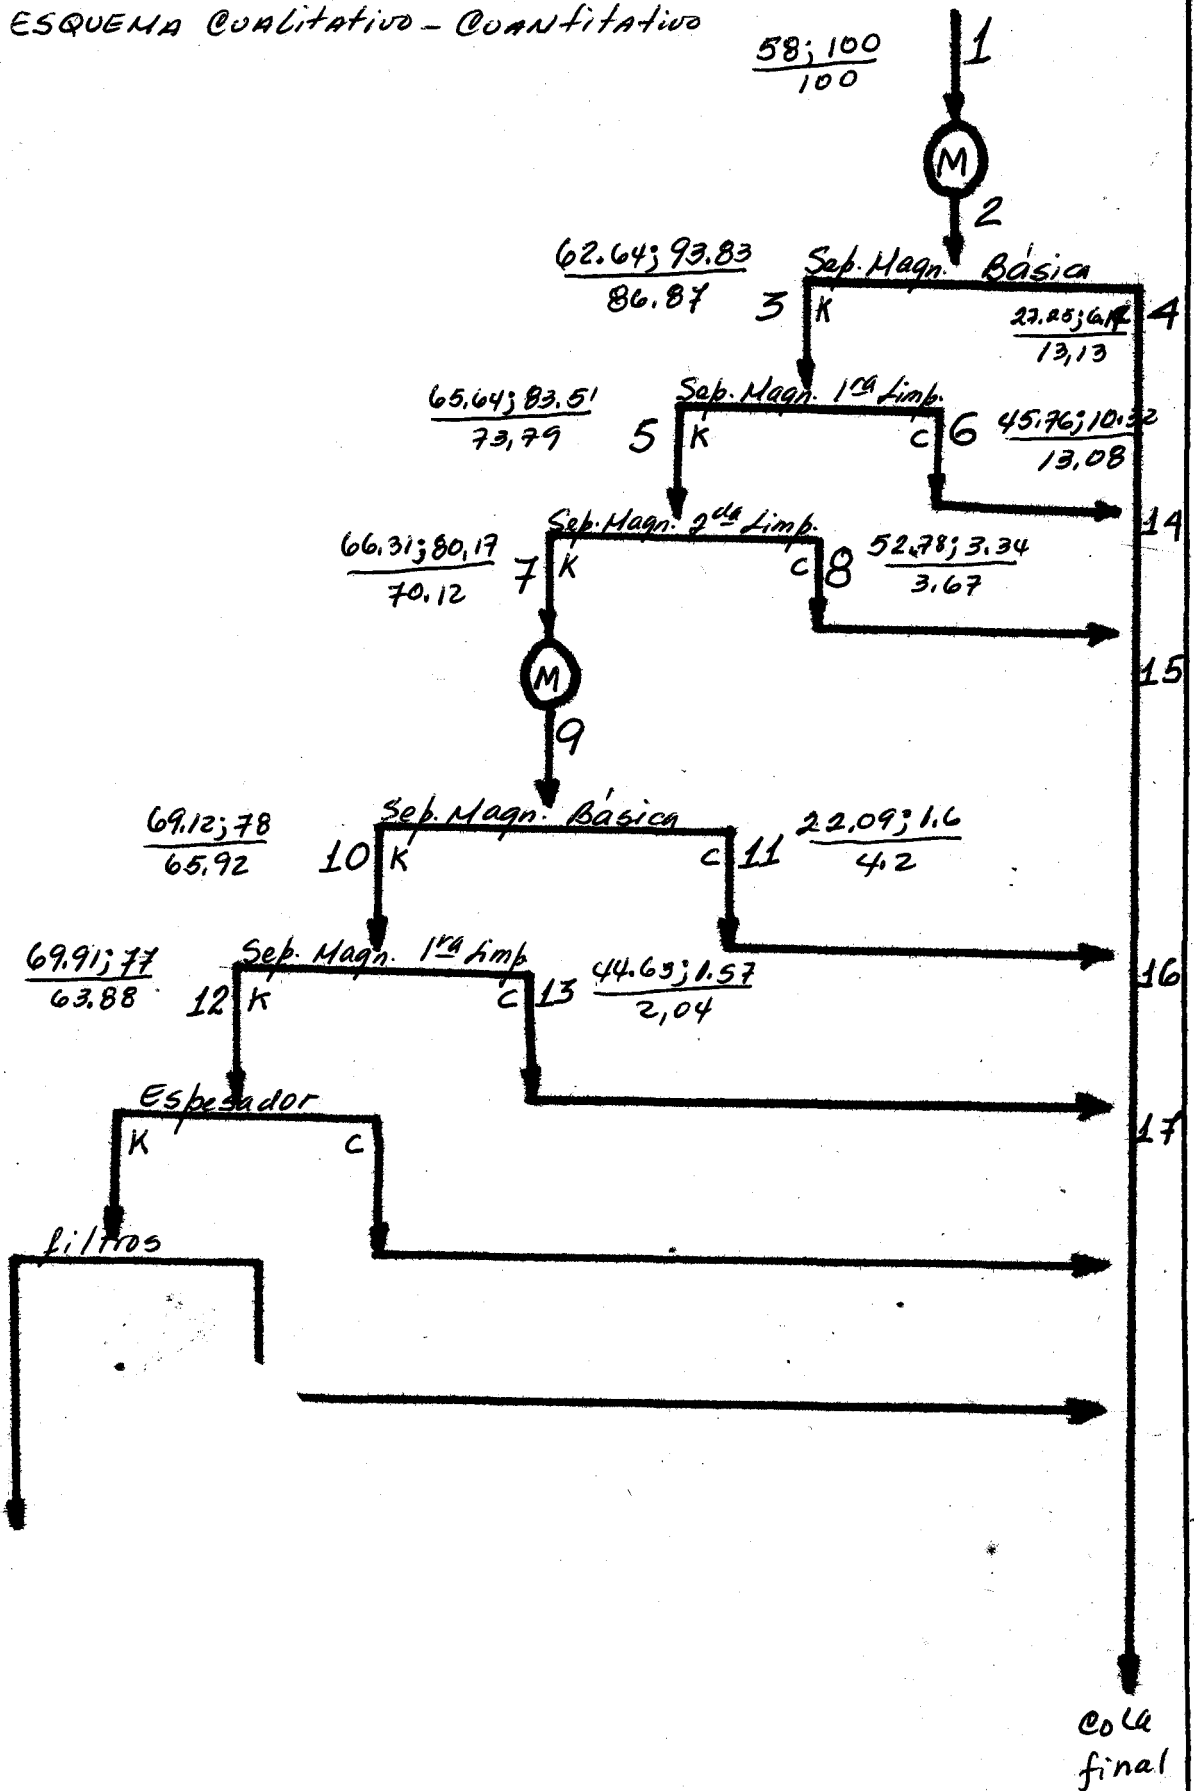 ESQUEMA Cualitativo - Cuantitativo
1
58; 100
100
M
2
62.64; 93.83
86.87
Sep. Magn. Básica
3
K
4
13,13
65.64; 83.51
73,79
Sep. Magn. 1ra Limp.
5
K
C
6
45.76; 10.32
13,08
14
66.31; 80,17
70.12
Sep. Magn. 2da Limp.
7
K
C
8
52.78; 3.34
3.67
15
M
9
69.12; 78
65,92
Sep. Magn. Básica
10
K
C
11
22,09; 1.6
4.2
16
69.91; 77
63.88
Sep. Magn. 1ra Limp
12
K
C
13
44.63; 1.57
2,04
Espesador
K
C
17
filtros
Cola
final